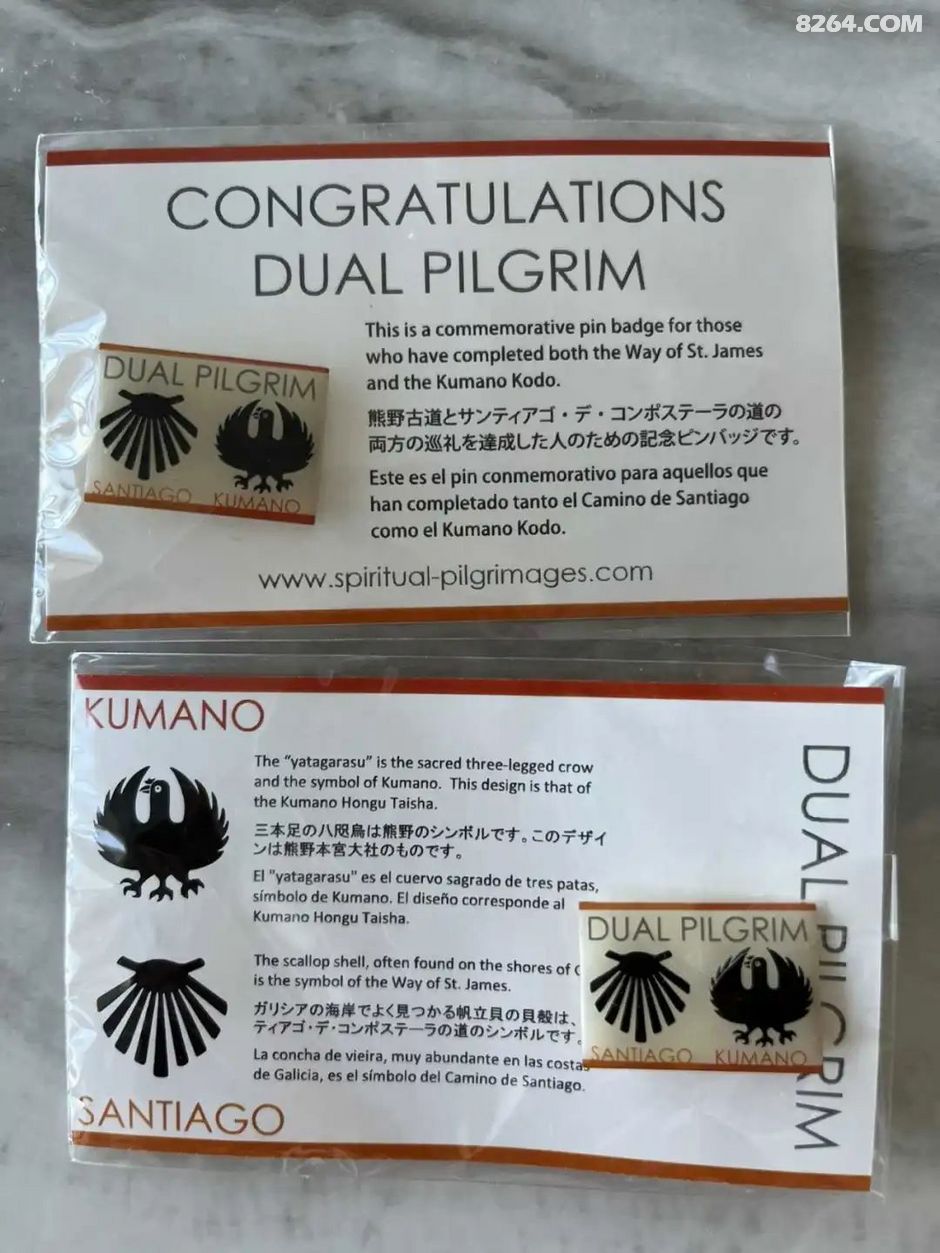 8264.COM
CONGRATULATIONS
DUAL PILGRIM
This is a commemorative pin badge for those
who have completed both the Way of St. James
and the Kumano Kodo.
熊野古道とサンティアゴ・デ・コンポステーラの道の
両方の巡礼を達成した人のための記念ピンバッジです。
Este es el pin conmemorativo para aquellos que
han completado tanto el Camino de Santiago
como el Kumano Kodo.
www.spiritual-pilgrimages.com
DUAL PILGRIM
SANTIAGO KUMANO
KUMANO
The “yatagarasu” is the sacred three-legged crow
and the symbol of Kumano. This design is that of
the Kumano Hongu Taisha.
三本足の八咫烏は熊野のシンボルです。このデザイ
ンは熊野本宮大社のものです。
El "yatagarasu" es el cuervo sagrado de tres patas,
símbolo de Kumano. El diseño corresponde al
Kumano Hongu Taisha.
The scallop shell, often found on the shores of
is the symbol of the Way of St. James.
ガリシアの海岸でよく見つかる帆立貝の貝殻は、
ティアゴ・デ・コンポステーラの道のシンボルです。
La concha de vieira, muy abundante en las costas
de Galicia, es el símbolo del Camino de Santiago.
SANTIAGO
DUAL PILGRIM
DUAL PILGRIM
SANTIAGO KUMANO